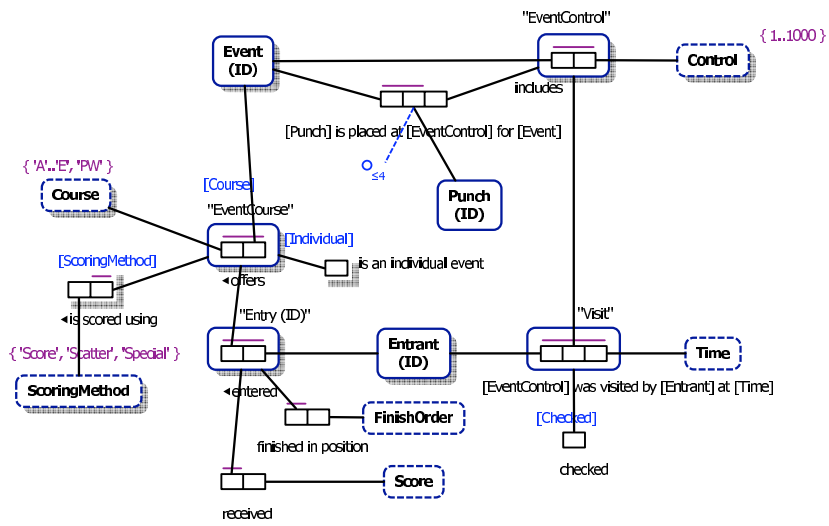 "EventControl"
{ 1..1000 }
Event
(ID)
Control
includes
[Punch] is placed at [EventControl] for [Event]
{ 'A'..'E', 'PW' }
≤4
Course
[Course]
Punch
(ID)
"EventCourse"
[Individual]
[ScoringMethod]
is an individual event
◄offers
"Entry (ID)"
"Visit"
◄is scored using
Entrant
(ID)
Time
{ 'Score', 'Scatter', 'Special' }
ScoringMethod
◄entered
[EventControl] was visited by [Entrant] at [Time]
FinishOrder
[Checked]
finished in position
checked
Score
received